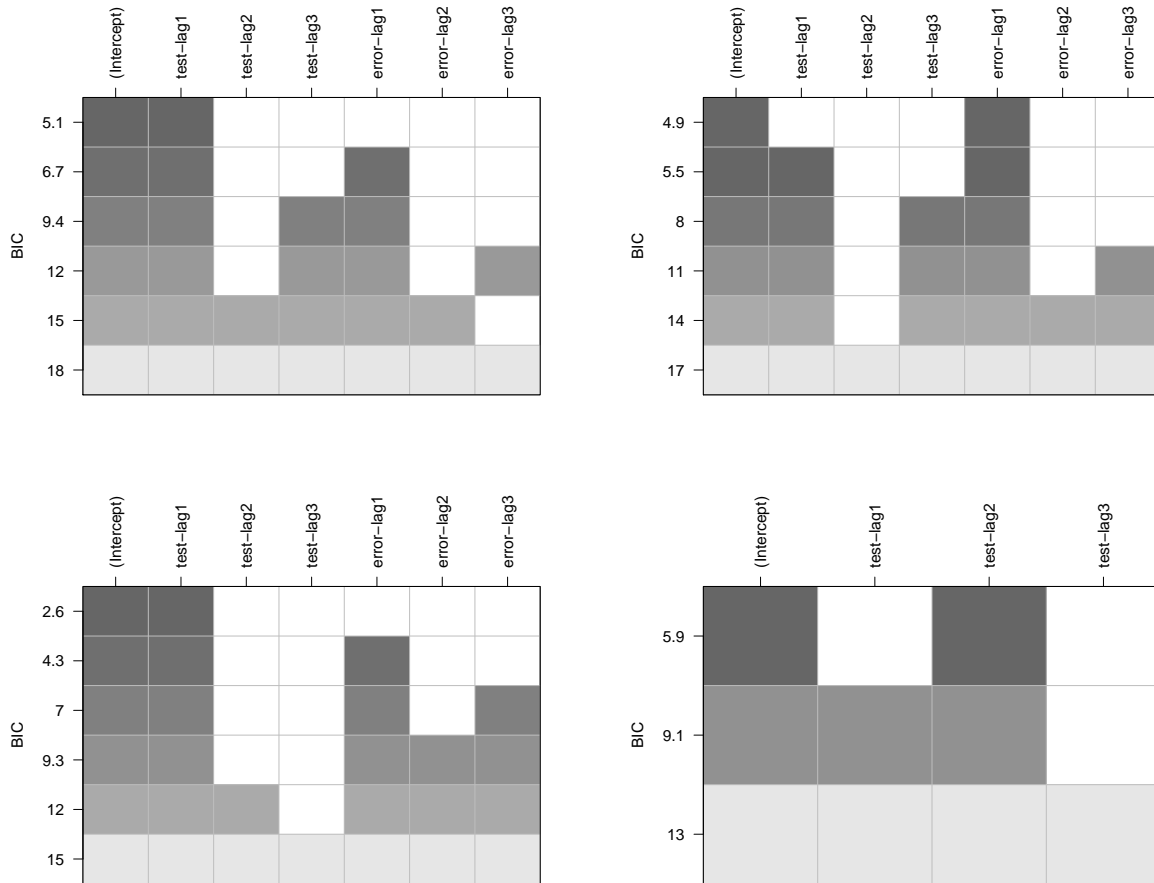 (Intercept)
test−lag1
test−lag2
test−lag3
error−lag1
error−lag2
error−lag3
BIC
5.1
6.7
9.4
12
15
18
(Intercept)
test−lag1
test−lag2
test−lag3
error−lag1
error−lag2
error−lag3
BIC
4.9
5.5
8
11
14
17
(Intercept)
test−lag1
test−lag2
test−lag3
error−lag1
error−lag2
error−lag3
BIC
2.6
4.3
7
9.3
12
15
(Intercept)
test−lag1
test−lag2
test−lag3
BIC
5.9
9.1
13